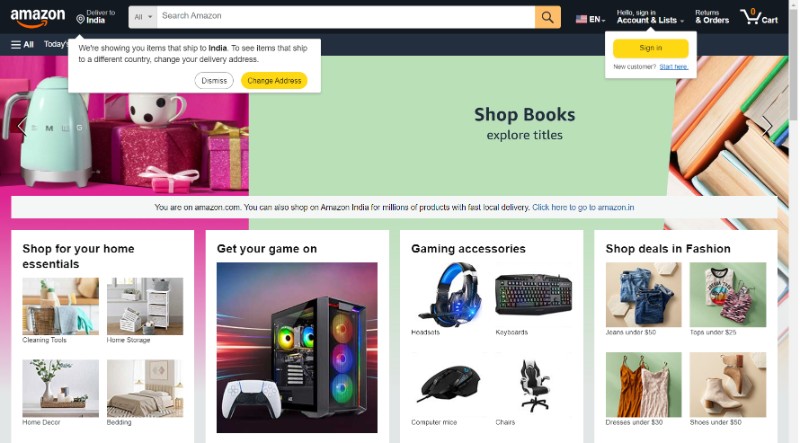 amazon
Deliver to
India
All
Search Amazon
EN
Hello, sign in
Account & Lists
Returns
& Orders
0
Cart
All
Today's
We're showing you items that ship to India. To see items that ship
to a different country, change your delivery address.
Dismiss
Change Address
Sign in
New customer? Start here.
SMEG
Shop Books
explore titles
You are on amazon.com. You can also shop on Amazon India for millions of products with fast local delivery. Click here to go to amazon.in
Shop for your home
essentials
Cleaning Tools
Home Storage
Home Decor
Bedding
Get your game on
Gaming accessories
Headsets
Keyboards
Computer mice
Chairs
Shop deals in Fashion
Jeans under $50
Tops under $25
Dresses under $30
Shoes under $50